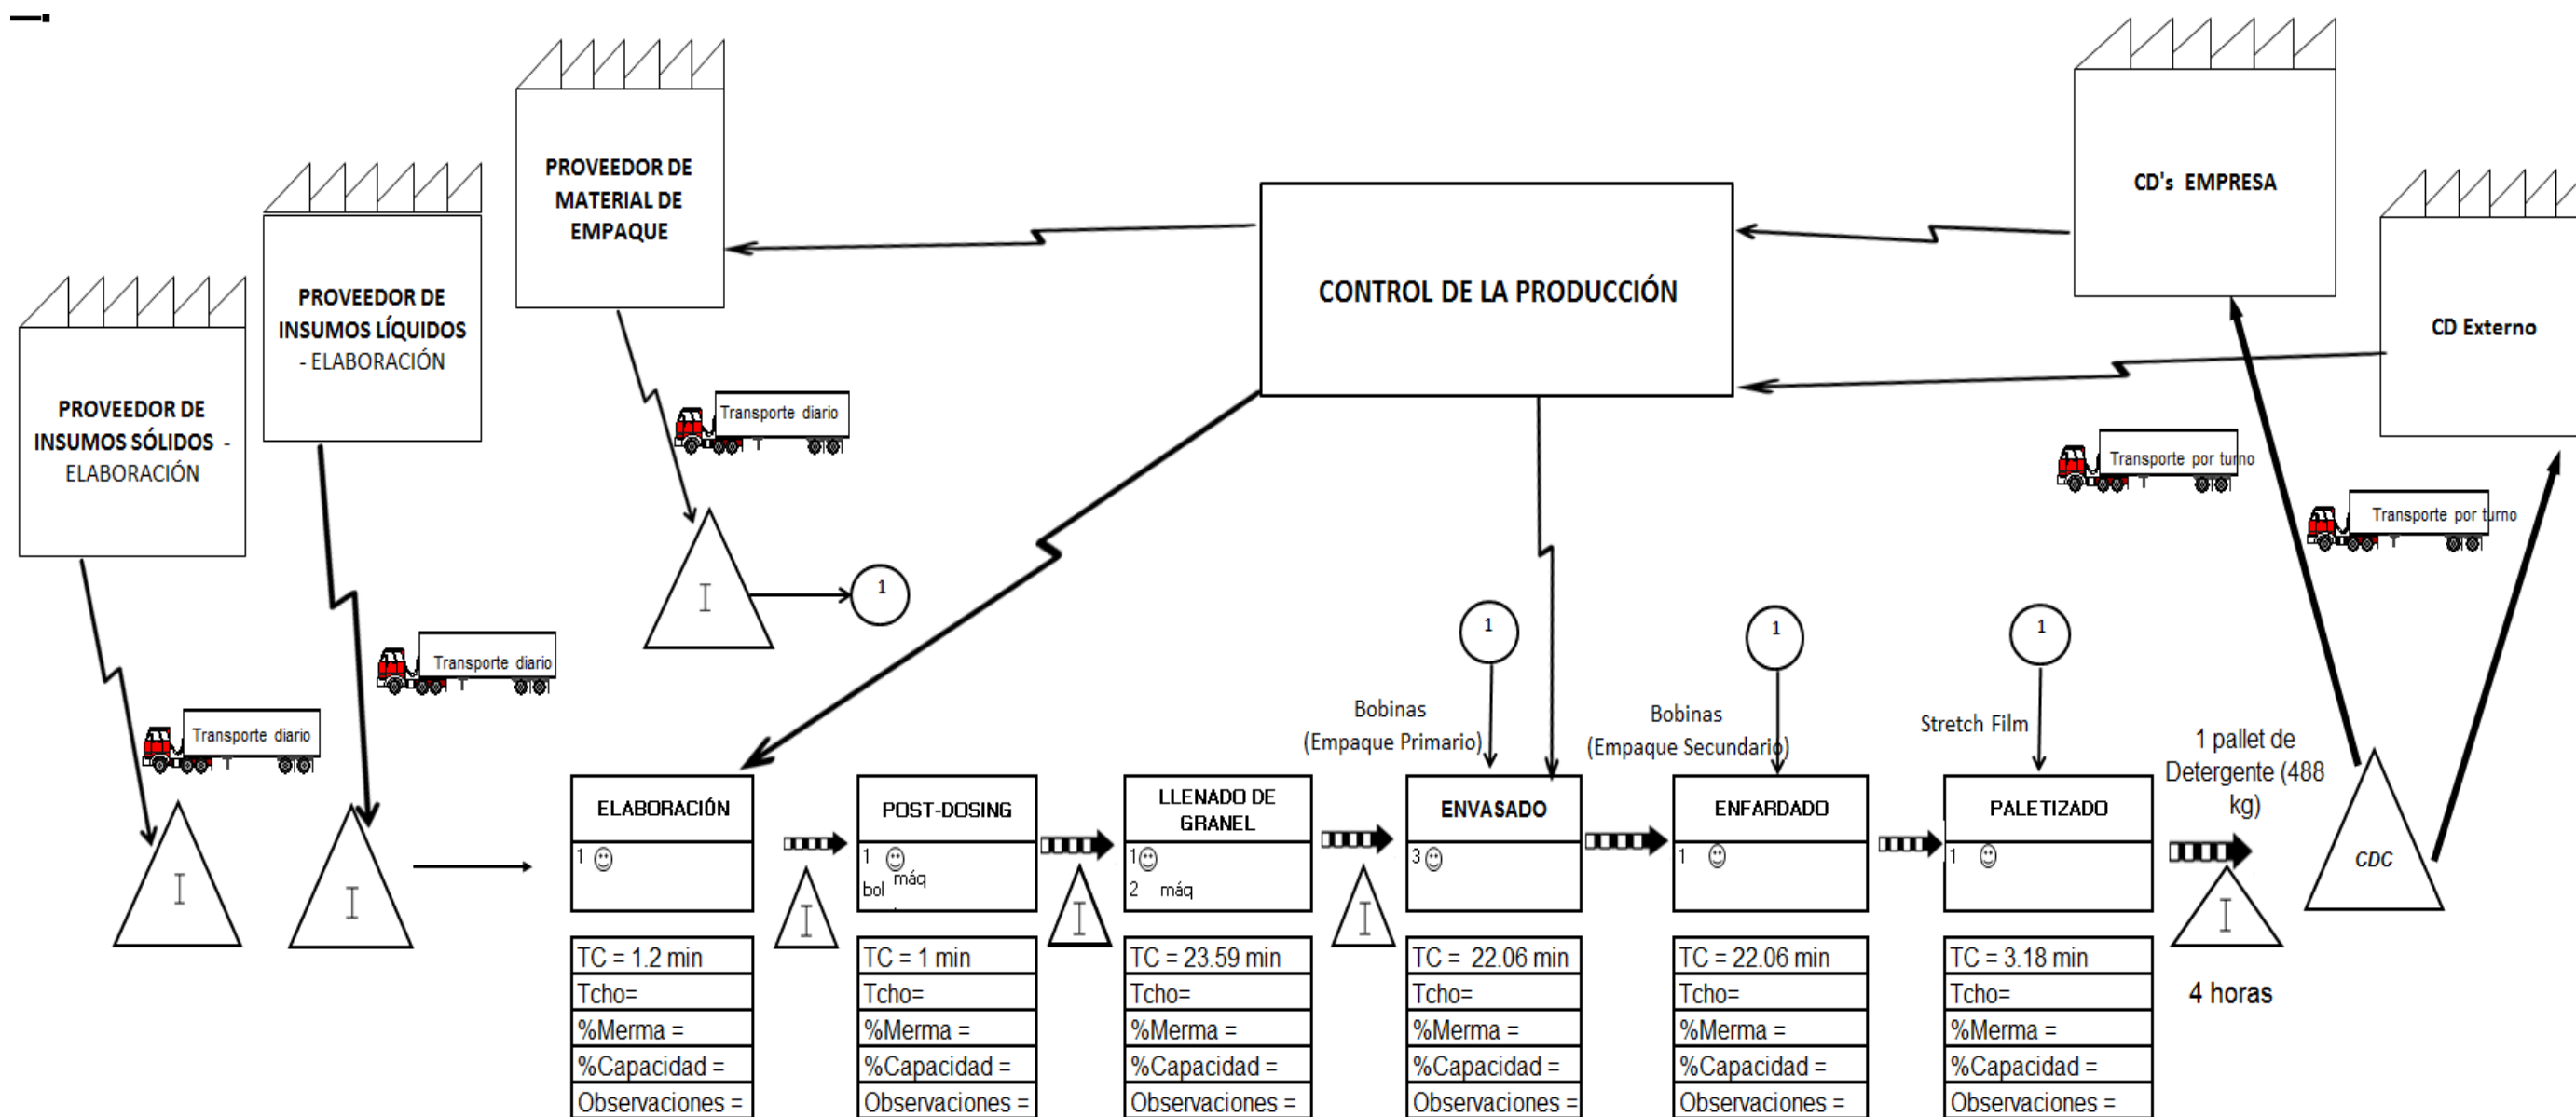 PROVEEDOR DE
INSUMOS SÓLIDOS -
ELABORACIÓN
PROVEEDOR DE
INSUMOS LÍQUIDOS
- ELABORACIÓN
PROVEEDOR DE
MATERIAL DE
EMPAQUE
CONTROL DE LA PRODUCCIÓN
CD's EMPRESA
CD Externo
Transporte diario
Transporte diario
Transporte diario
Transporte por turno
Transporte por turno
I
I
I
1
1
1
1
Bobinas
(Empaque Primario)
Bobinas
(Empaque Secundario)
Stretch Film
1 pallet de
Detergente (488
kg)
CDC
ELABORACIÓN
1
I
POST-DOSING
1
máq
bol
I
LLENADO DE
GRANEL
1
2 máq
I
ENVASADO
3
ENFARDADO
1
PALETIZADO
1
I
4 horas
TC = 1.2 min
Tcho=
%Merma =
%Capacidad =
Observaciones =
TC = 1 min
Tcho=
%Merma =
%Capacidad =
Observaciones =
TC = 23.59 min
Tcho=
%Merma =
%Capacidad =
Observaciones =
TC = 22.06 min
Tcho=
%Merma =
%Capacidad =
Observaciones =
TC = 22.06 min
Tcho=
%Merma =
%Capacidad =
Observaciones =
TC = 3.18 min
Tcho=
%Merma =
%Capacidad =
Observaciones =